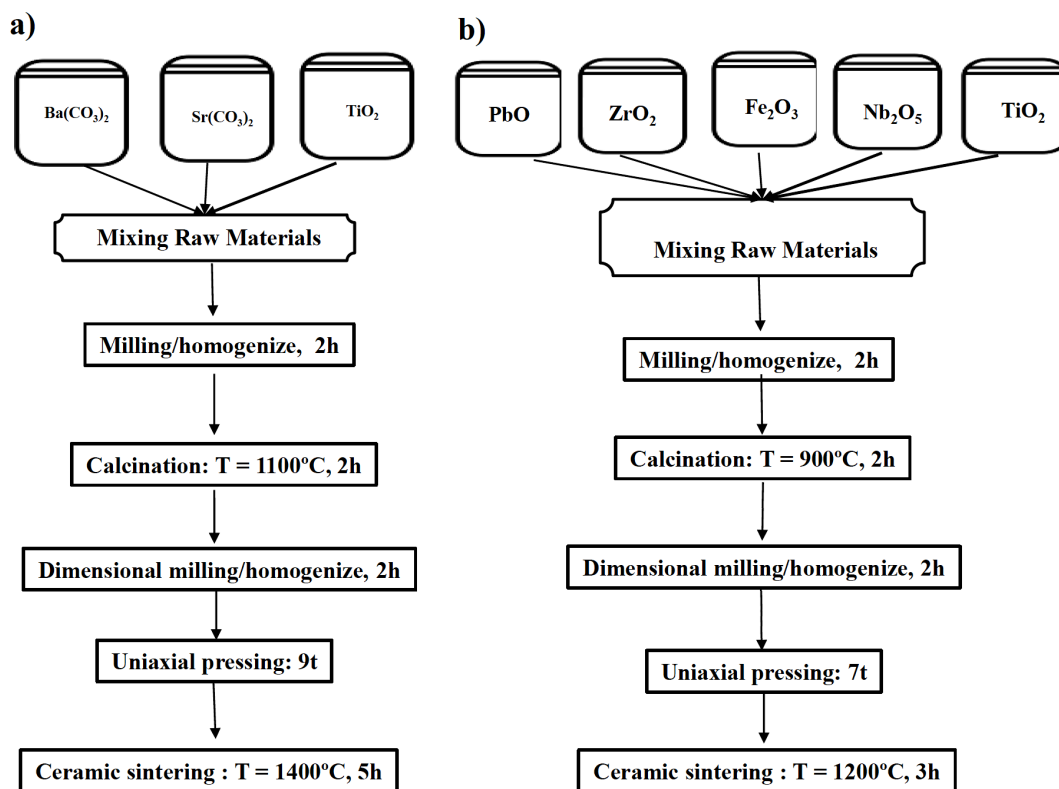 a)
Ba(CO₃)₂
Sr(CO₃)₂
TiO₂
Mixing Raw Materials
Milling/homogenize, 2h
Calcination: T = 1100ºC, 2h
Dimensional milling/homogenize, 2h
Uniaxial pressing: 9t
Ceramic sintering : T = 1400ºC, 5h
b)
PbO
ZrO₂
Fe₂O₃
Nb₂O₅
TiO₂
Mixing Raw Materials
Milling/homogenize, 2h
Calcination: T = 900ºC, 2h
Dimensional milling/homogenize, 2h
Uniaxial pressing: 7t
Ceramic sintering : T = 1200ºC, 3h